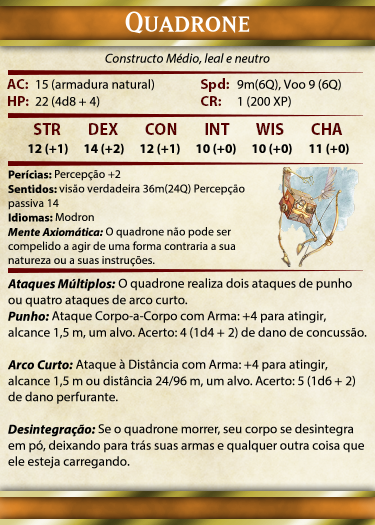 QUADRONE
Constructo Médio, leal e neutro
AC: 15 (armadura natural) Spd: 9m(6Q), Voo 9 (6Q)
HP: 22 (4d8 + 4) CR: 1 (200 XP)
STR DEX CON INT WIS CHA
12 (+1) 14 (+2) 12 (+1) 10 (+0) 10 (+0) 11 (+0)
Perícias: Percepção +2
Sentidos: visão verdadeira 36m(24Q) Percepção
passiva 14
Idiomas: Modron
Mente Axiomática: O quadrone não pode ser
compelido a agir de uma forma contraria a sua
natureza ou a suas instruções.
Ataques Múltiplos: O quadrone realiza dois ataques de punho
ou quatro ataques de arco curto.
Punho: Ataque Corpo-a-Corpo com Arma: +4 para atingir,
alcance 1,5 m, um alvo. Acerto: 4 (1d4 + 2) de dano de concussão.
Arco Curto: Ataque à Distância com Arma: +4 para atingir,
alcance 1,5 m ou distância 24/96 m, um alvo. Acerto: 5 (1d6 + 2)
de dano perfurante.
Desintegração: Se o quadrone morrer, seu corpo se desintegra
em pó, deixando para trás suas armas e qualquer outra coisa que
ele esteja carregando.